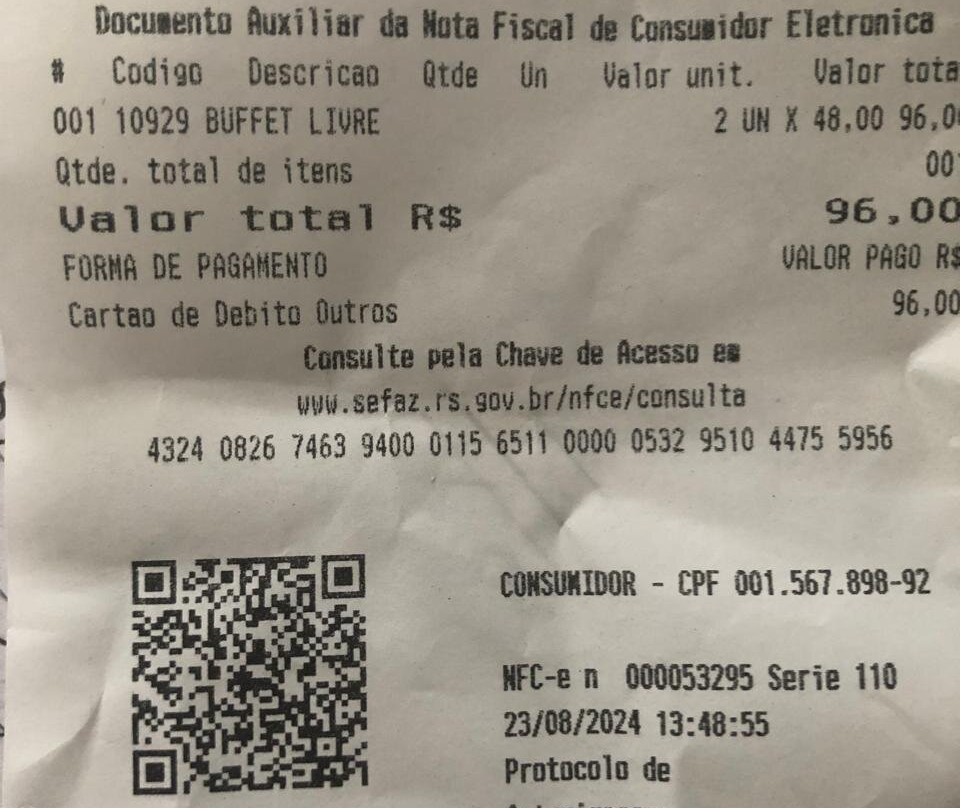 Documento Auxiliar da Nota Fiscal de Consumidor Eletronica
# Codigo Descricao Qtde Un Valor unit. Valor tota
001 10929 BUFFET LIVRE 2 UN X 48,00 96,0
Qtde. total de itens 001
Valor total R$ 96,00
FORMA DE PAGAMENTO VALOR PAGO R$
Cartao de Debito Outros 96,00
Consulte pela Chave de Acesso em
www.sefaz.rs.gov.br/nfce/consulta
4324 0826 7463 9400 0115 6511 0000 0532 9510 4475 5956
CONSUMIDOR - CPF 001.567.898-92
NFC-e n 000053295 Serie 110
23/08/2024 13:48:55
Protocolo de